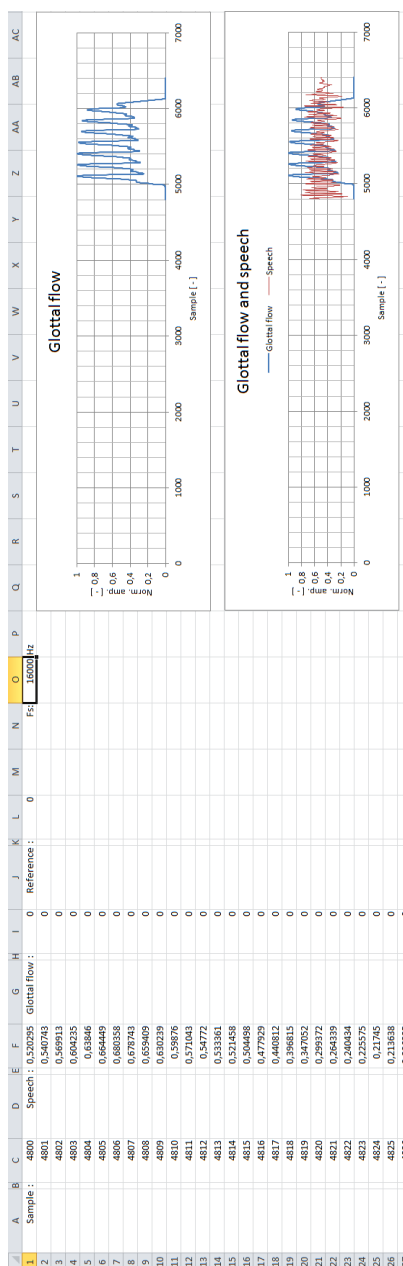 A B C D E F G H I J K L M N O P Q R S T U V W X Y Z AA AB AC
1 Sample : 4800 Speech : 0,520295 Glottal flow : 0 Reference : 0 Fs: 16000 Hz
2 4801 0,540743 0
3 4802 0,569913 0
4 4803 0,604235 0
5 4804 0,63846 0
6 4805 0,664449 0
7 4806 0,680358 0
8 4807 0,678743 0
9 4808 0,659409 0
10 4809 0,630239 0
11 4810 0,59876 0
12 4811 0,571043 0
13 4812 0,54772 0
14 4813 0,533361 0
15 4814 0,521458 0
16 4815 0,504498 0
17 4816 0,477929 0
18 4817 0,440812 0
19 4818 0,396815 0
20 4819 0,347052 0
21 4820 0,299372 0
22 4821 0,264339 0
23 4822 0,240434 0
24 4823 0,225575 0
25 4824 0,21745 0
26 4825 0,213638 0
Glottal flow
Norm. amp. [ - ]
1
0,8
0,6
0,4
0,2
0
0 1000 2000 3000 4000 5000 6000 7000
Sample [ - ]
Glottal flow and speech
Glottal flow Speech
Norm. amp. [ - ]
1
0,8
0,6
0,4
0,2
0
0 1000 2000 3000 4000 5000 6000 7000
Sample [ - ]